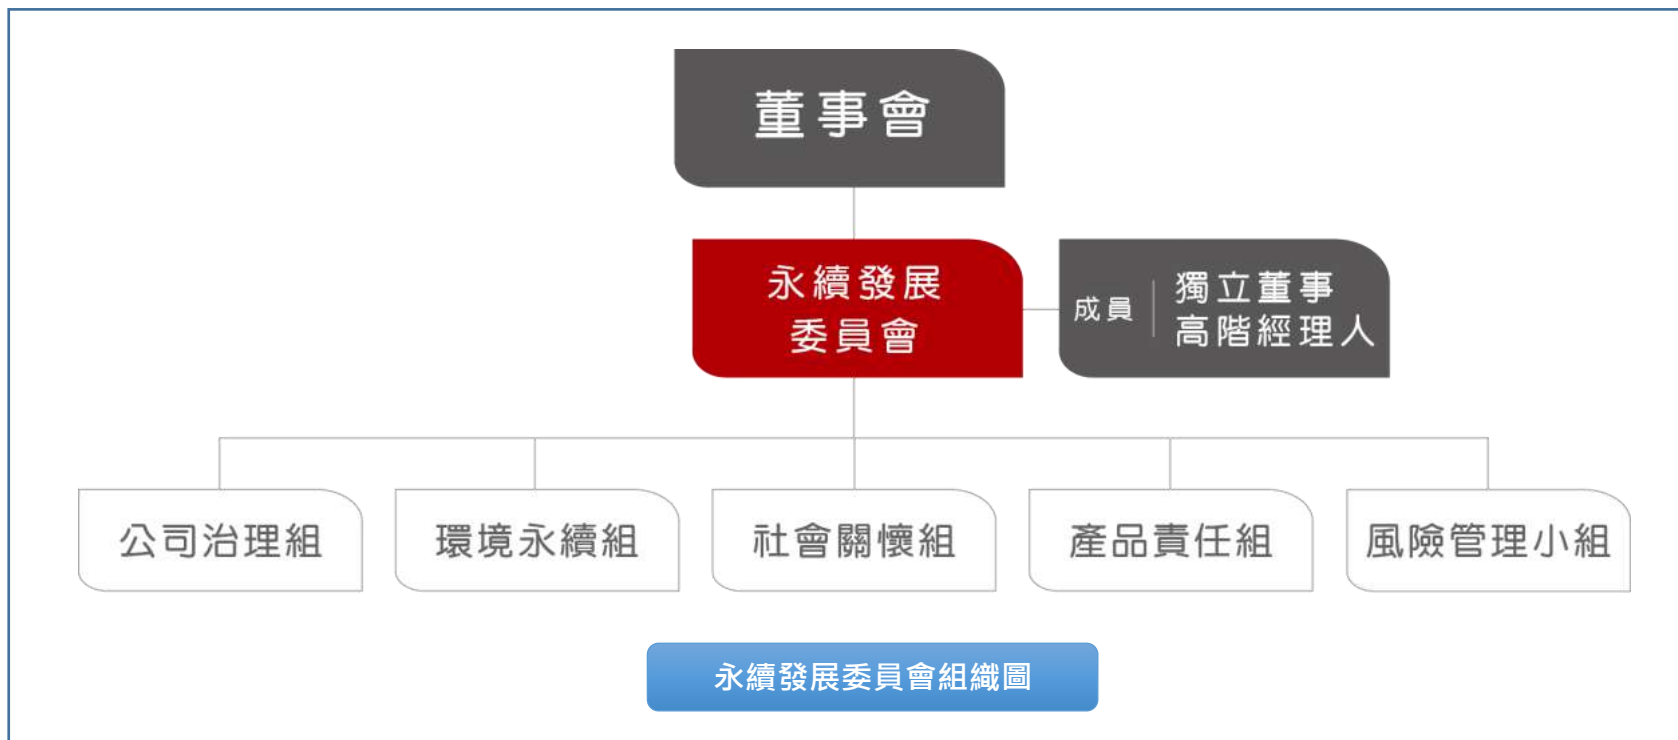 董事會
永續發展
委員會
成員
獨立董事
高階經理人
公司治理組
環境永續組
社會關懷組
產品責任組
風險管理小組
永續發展委員會組織圖